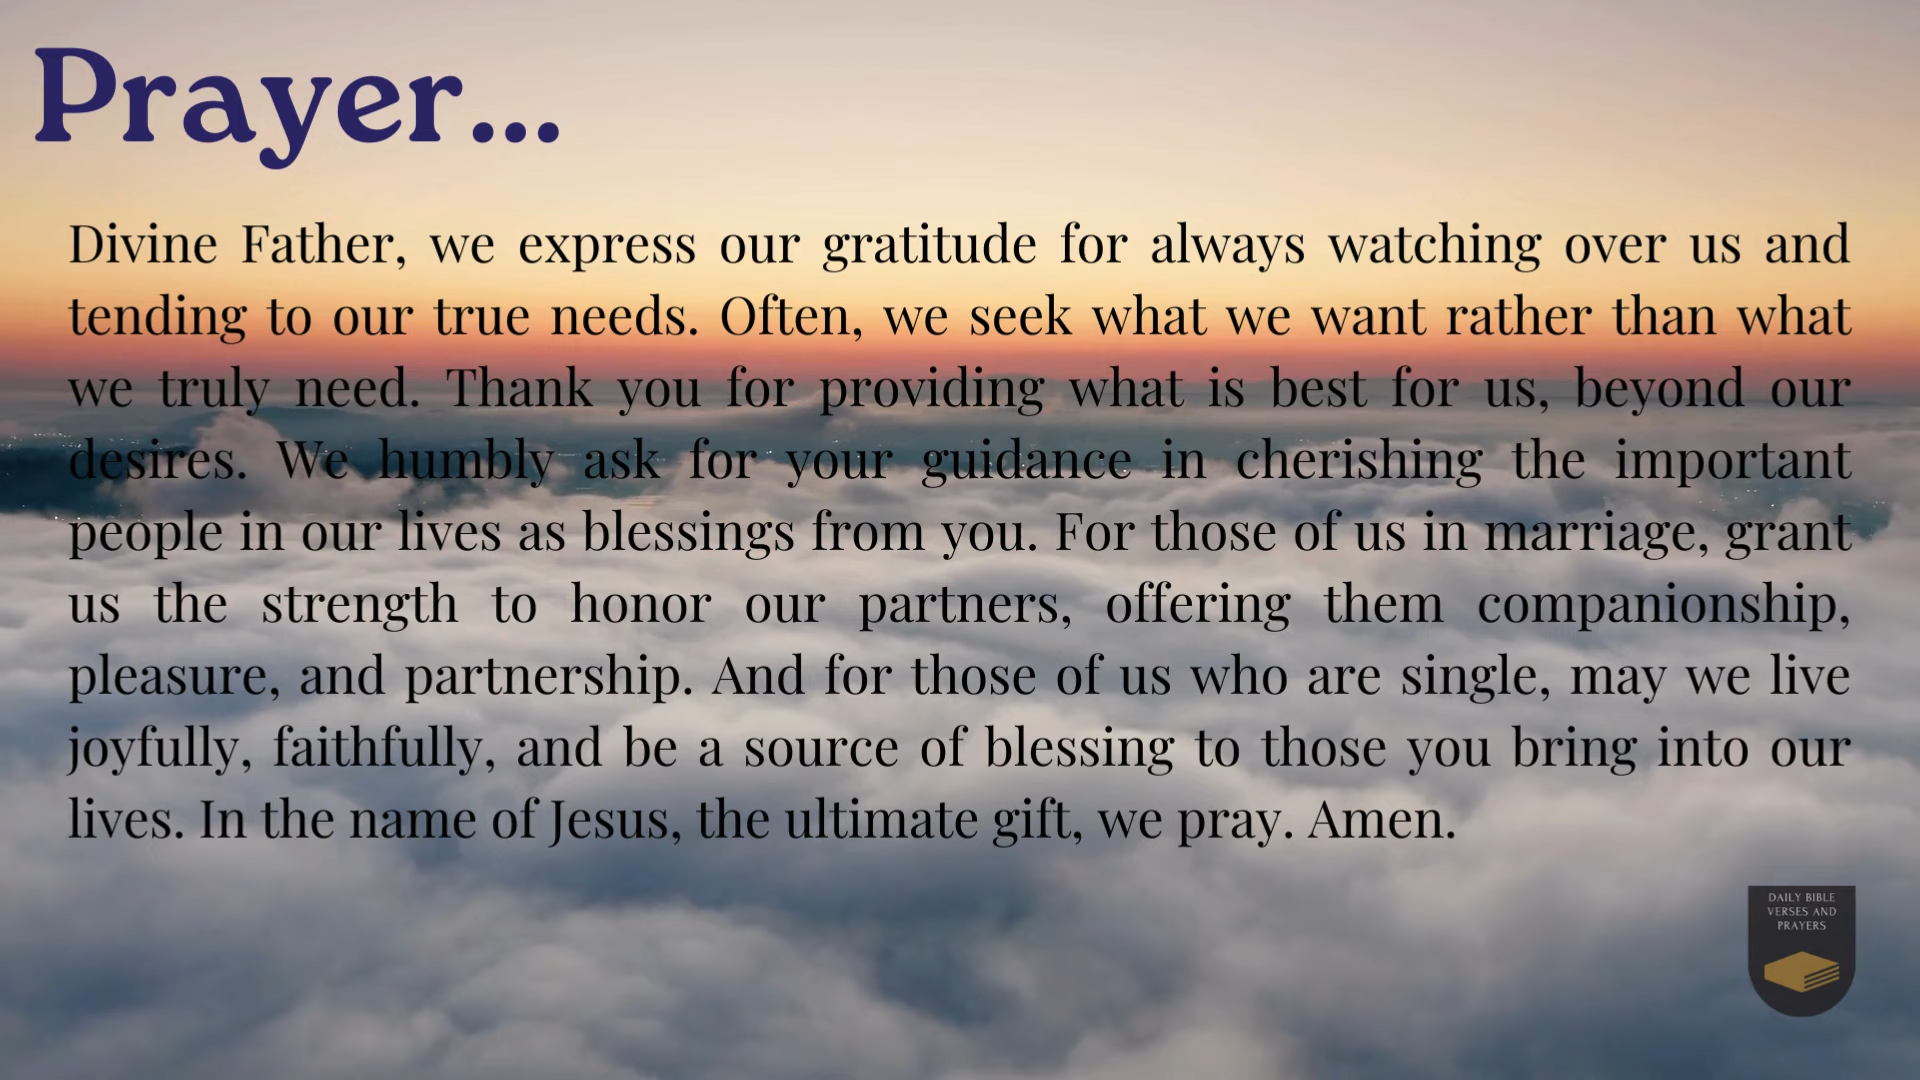 Prayer...
Divine Father, we express our gratitude for always watching over us and
tending to our true needs. Often, we seek what we want rather than what
we truly need. Thank you for providing what is best for us, beyond our
desires. We humbly ask for your guidance in cherishing the important
people in our lives as blessings from you. For those of us in marriage, grant
us the strength to honor our partners, offering them companionship,
pleasure, and partnership. And for those of us who are single, may we live
joyfully, faithfully, and be a source of blessing to those you bring into our
lives. In the name of Jesus, the ultimate gift, we pray. Amen.
DAILY BIBLE
VERSES AND
PRAYERS